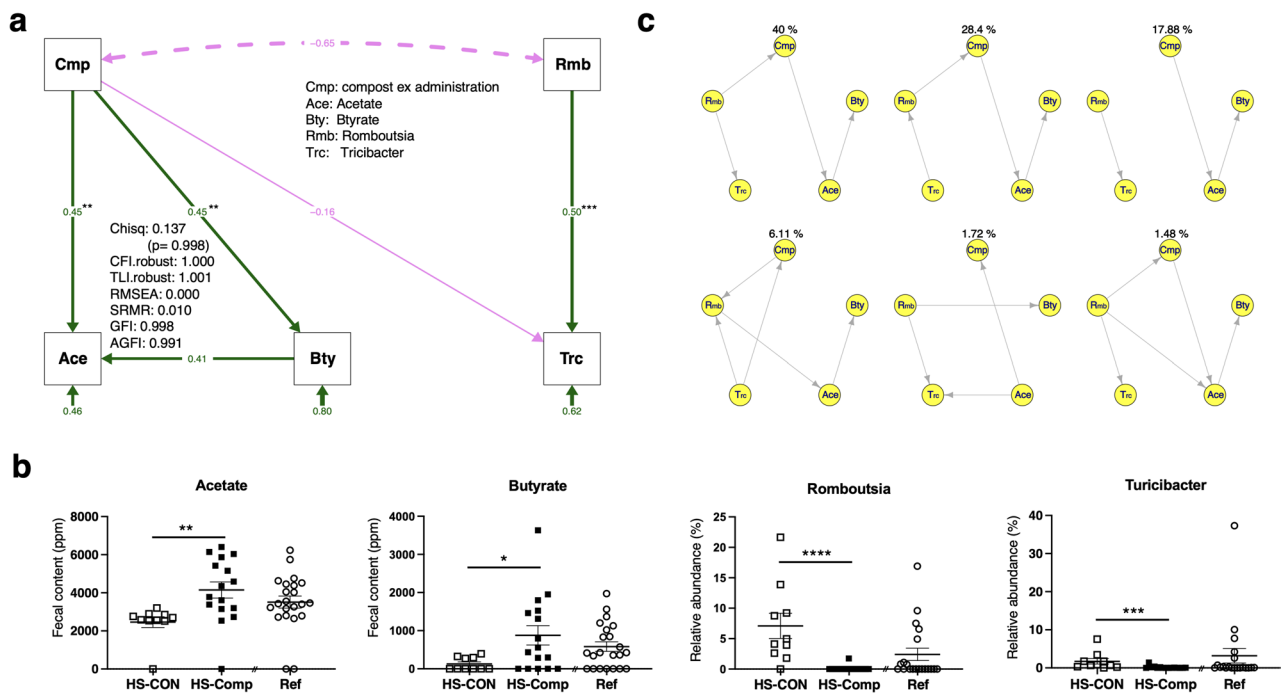 a
−0.65
Cmp
Rmb
Cmp: compost ex administration
Ace: Acetate
Bty: Btyrate
Rmb: Romboutsia
Trc: Tricibacter
0.45**
0.45**
−0.16
0.50***
Chisq: 0.137
(p= 0.998)
CFI.robust: 1.000
TLI.robust: 1.001
RMSEA: 0.000
SRMR: 0.010
GFI: 0.998
AGFI: 0.991
Ace
0.41
Bty
Trc
0.46
0.80
0.62
c
40 %
Cmp
Rmb
Bty
Trc
Ace
28.4 %
Cmp
Rmb
Bty
Trc
Ace
17.88 %
Cmp
Rmb
Bty
Trc
Ace
6.11 %
Cmp
Rmb
Bty
Trc
Ace
1.72 %
Cmp
Rmb
Bty
Trc
Ace
1.48 %
Cmp
Rmb
Bty
Trc
Ace
b
Acetate
Fecal content (ppm)
8000
6000
4000
2000
0
**
HS-CON
HS-Comp
//
Ref
Butyrate
Fecal content (ppm)
4000
3000
2000
1000
0
*
HS-CON
HS-Comp
//
Ref
Romboutsia
Relative abundance (%)
25
20
15
10
5
0
****
HS-CON
HS-Comp
//
Ref
Turicibacter
Relative abundance (%)
40
30
20
10
0
***
HS-CON
HS-Comp
//
Ref